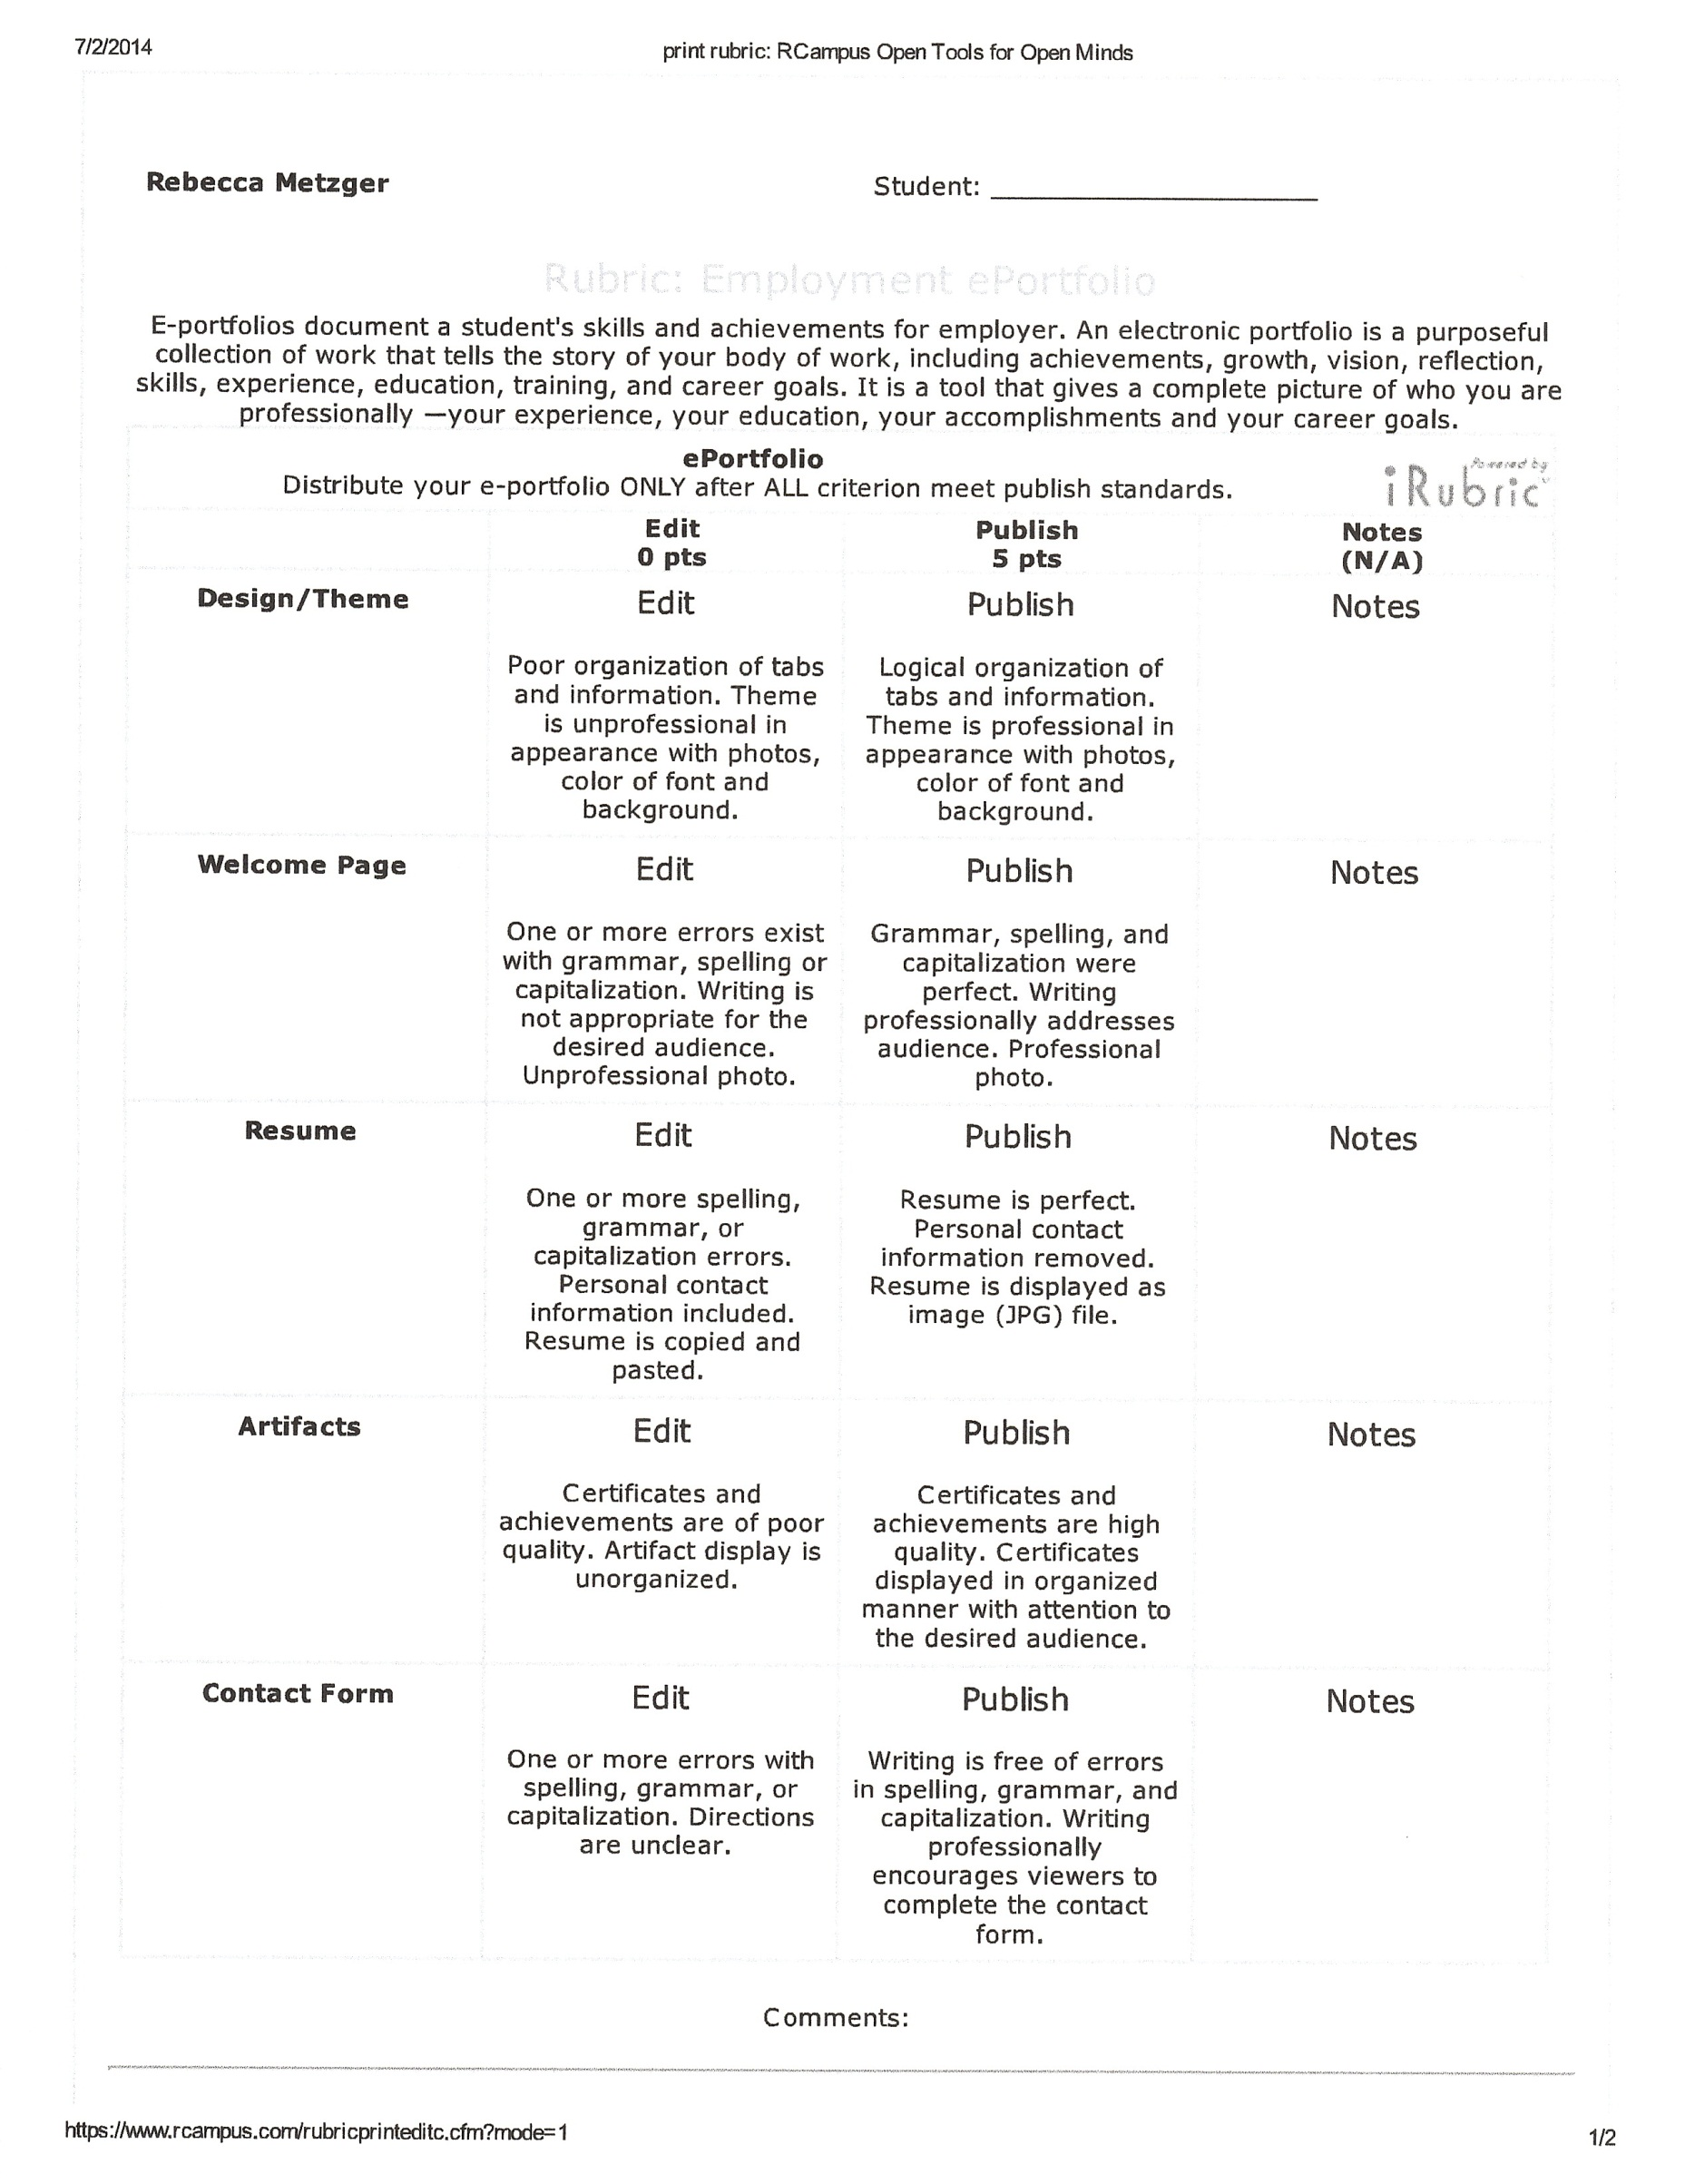 7/2/2014
print rubric: RCampus Open Tools for Open Minds
Rebecca Metzger
Student:
Rubric: Employment ePortfolio
E-portfolios document a student's skills and achievements for employer. An electronic portfolio is a purposeful
collection of work that tells the story of your body of work, including achievements, growth, vision, reflection,
skills, experience, education, training, and career goals. It is a tool that gives a complete picture of who you are
professionally —your experience, your education, your accomplishments and your career goals.
ePortfolio
Distribute your e-portfolio ONLY after ALL criterion meet publish standards.
Powered by
iRubric
Edit
0 pts
Publish
5 pts
Notes
(N/A)
Design/Theme
Edit
Poor organization of tabs
and information. Theme
is unprofessional in
appearance with photos,
color of font and
background.
Publish
Logical organization of
tabs and information.
Theme is professional in
appearance with photos,
color of font and
background.
Notes
Welcome Page
Edit
One or more errors exist
with grammar, spelling or
capitalization. Writing is
not appropriate for the
desired audience.
Unprofessional photo.
Publish
Grammar, spelling, and
capitalization were
perfect. Writing
professionally addresses
audience. Professional
photo.
Notes
Resume
Edit
One or more spelling,
grammar, or
capitalization errors.
Personal contact
information included.
Resume is copied and
pasted.
Publish
Resume is perfect.
Personal contact
information removed.
Resume is displayed as
image (JPG) file.
Notes
Artifacts
Edit
Certificates and
achievements are of poor
quality. Artifact display is
unorganized.
Publish
Certificates and
achievements are high
quality. Certificates
displayed in organized
manner with attention to
the desired audience.
Notes
Contact Form
Edit
One or more errors with
spelling, grammar, or
capitalization. Directions
are unclear.
Publish
Writing is free of errors
in spelling, grammar, and
capitalization. Writing
professionally
encourages viewers to
complete the contact
form.
Notes
Comments:
https://www.rcampus.com/rubricprinteditc.cfm?mode=1
1/2